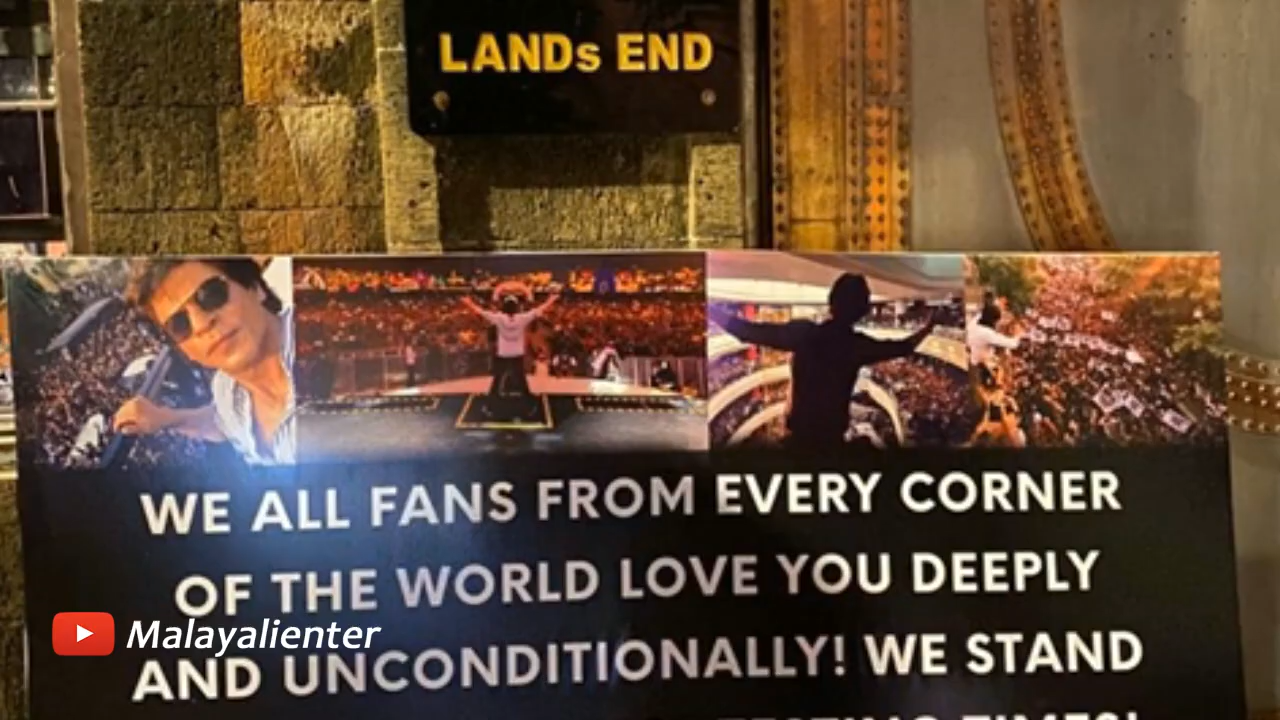 LANDs END
WE ALL FANS FROM EVERY CORNER
OF THE WORLD LOVE YOU DEEPLY
Malayalienter
AND UNCONDITIONALLY! WE STAND
TIMES!